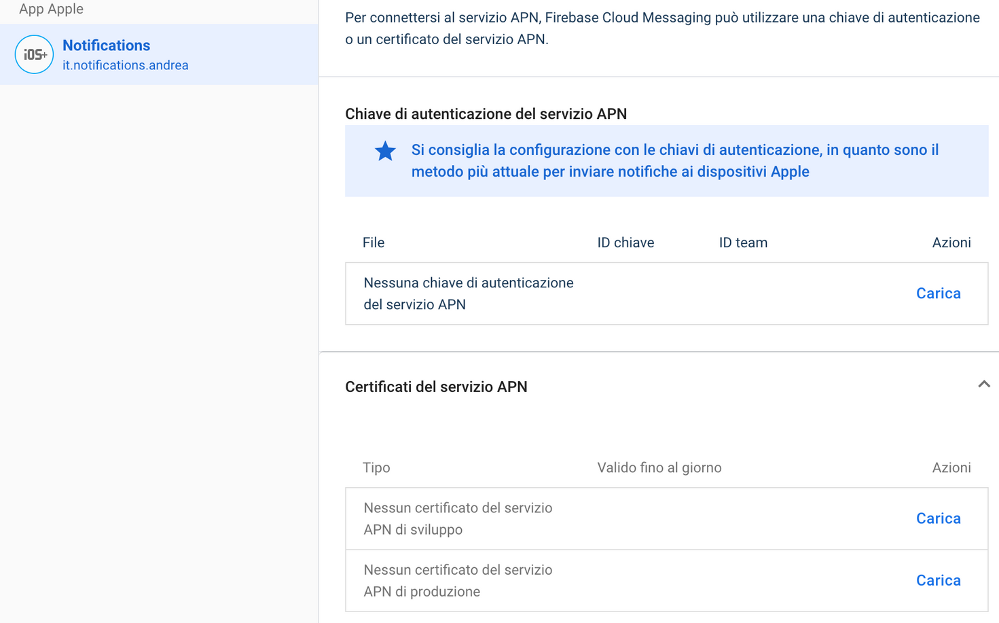 App Apple
iOS+
Notifications
it.notifications.andrea
Per connettersi al servizio APN, Firebase Cloud Messaging può utilizzare una chiave di autenticazione
o un certificato del servizio APN.
Chiave di autenticazione del servizio APN
Si consiglia la configurazione con le chiavi di autenticazione, in quanto sono il
metodo più attuale per inviare notifiche ai dispositivi Apple
File ID chiave ID team Azioni
Nessuna chiave di autenticazione
del servizio APN
Carica
Certificati del servizio APN
Tipo Valido fino al giorno Azioni
Nessun certificato del servizio
APN di sviluppo
Carica
Nessun certificato del servizio
APN di produzione
Carica